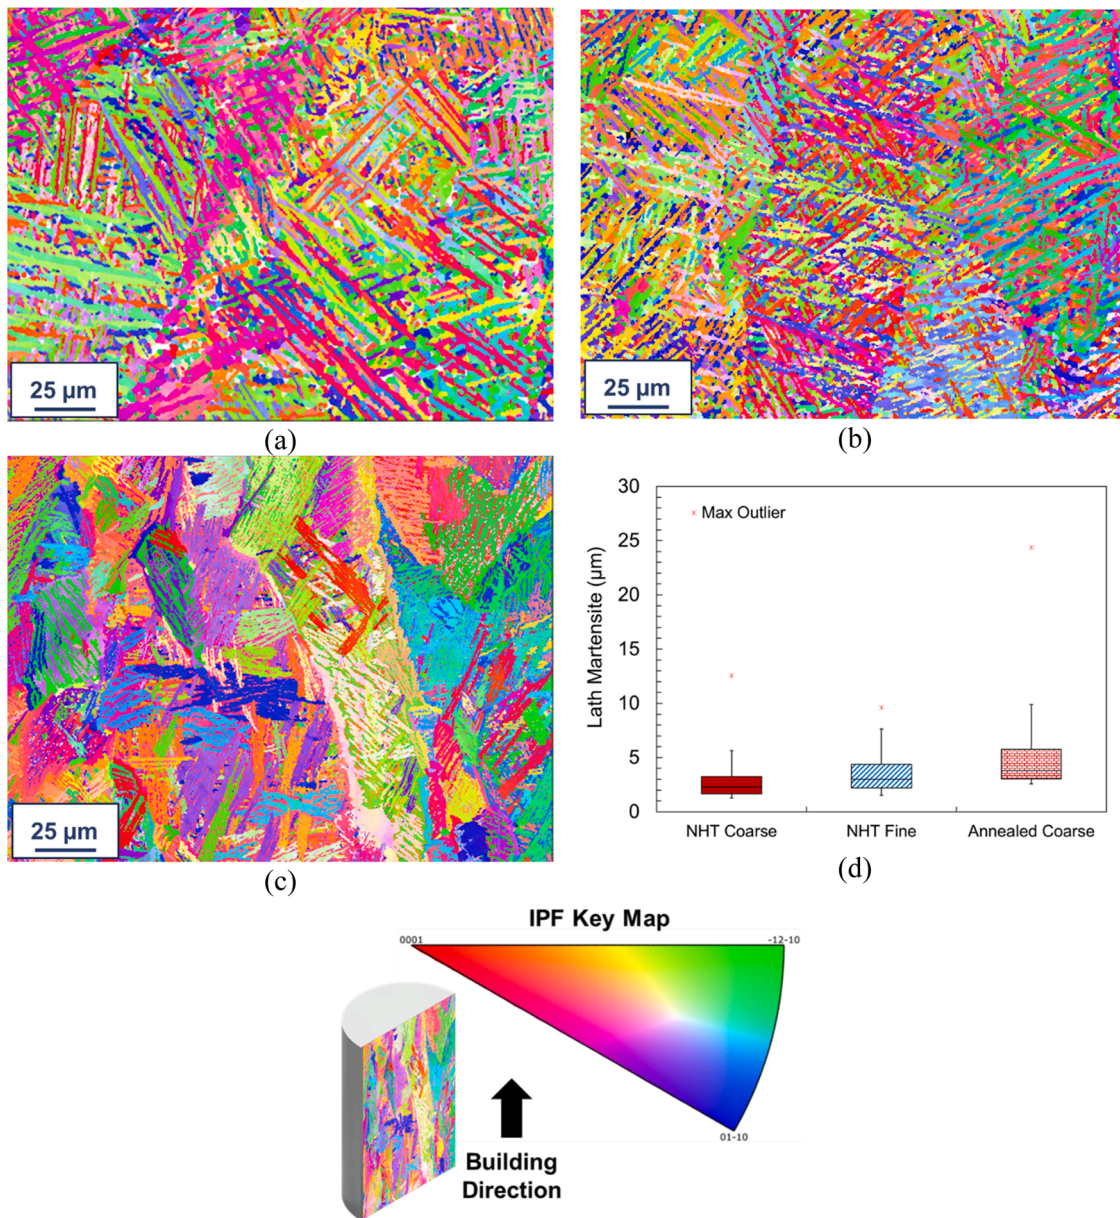 25 µm
25 µm
(a)
(b)
25 µm
(c)
30
25
20
15
10
5
0
Lath Martensite (µm)
Max Outlier
NHT Coarse
NHT Fine
Annealed Coarse
(d)
IPF Key Map
0001
-12-10
01-10
Building
Direction